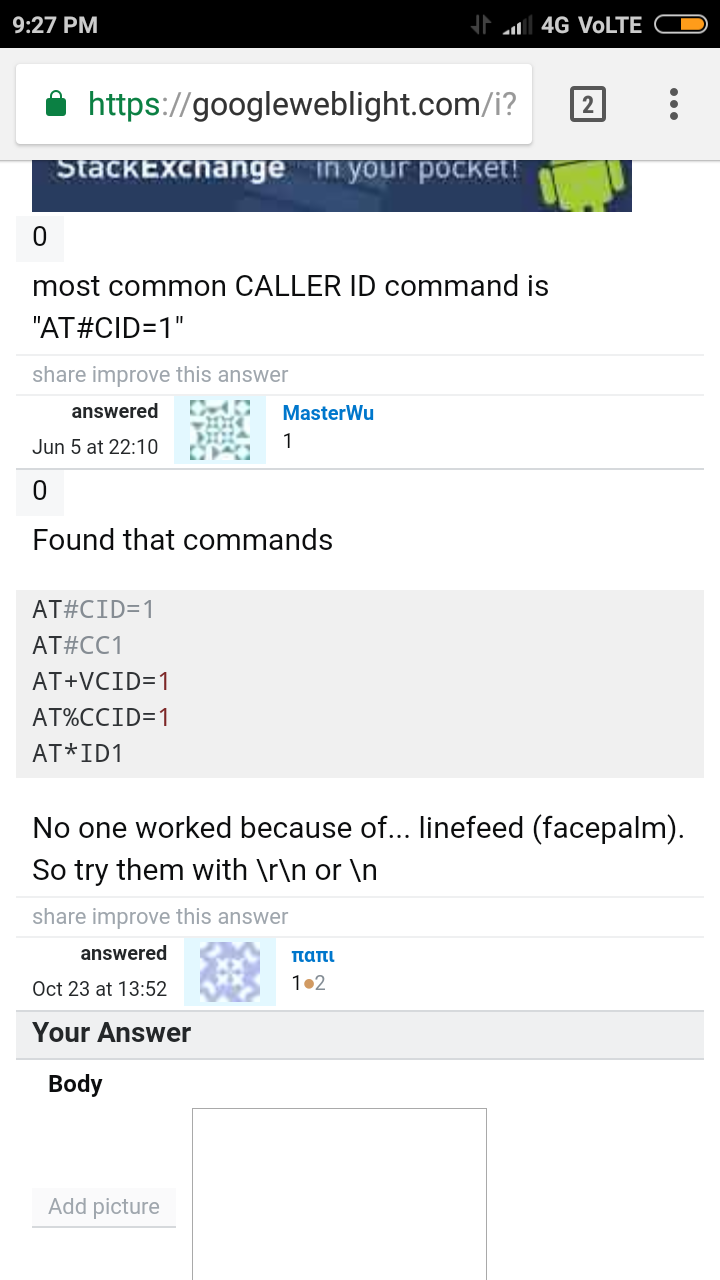 9:27 PM 4G VoLTE
https://googleweblight.com/i? 2
StackExchange in your pocket!
0
most common CALLER ID command is
"AT#CID=1"
share improve this answer
answered MasterWu
Jun 5 at 22:10 1
0
Found that commands
AT#CID=1
AT#CC1
AT+VCID=1
AT%CCID=1
AT*ID1
No one worked because of... linefeed (facepalm).
So try them with \r\n or \n
share improve this answer
answered παπι
Oct 23 at 13:52 1●2
Your Answer
Body
Add picture